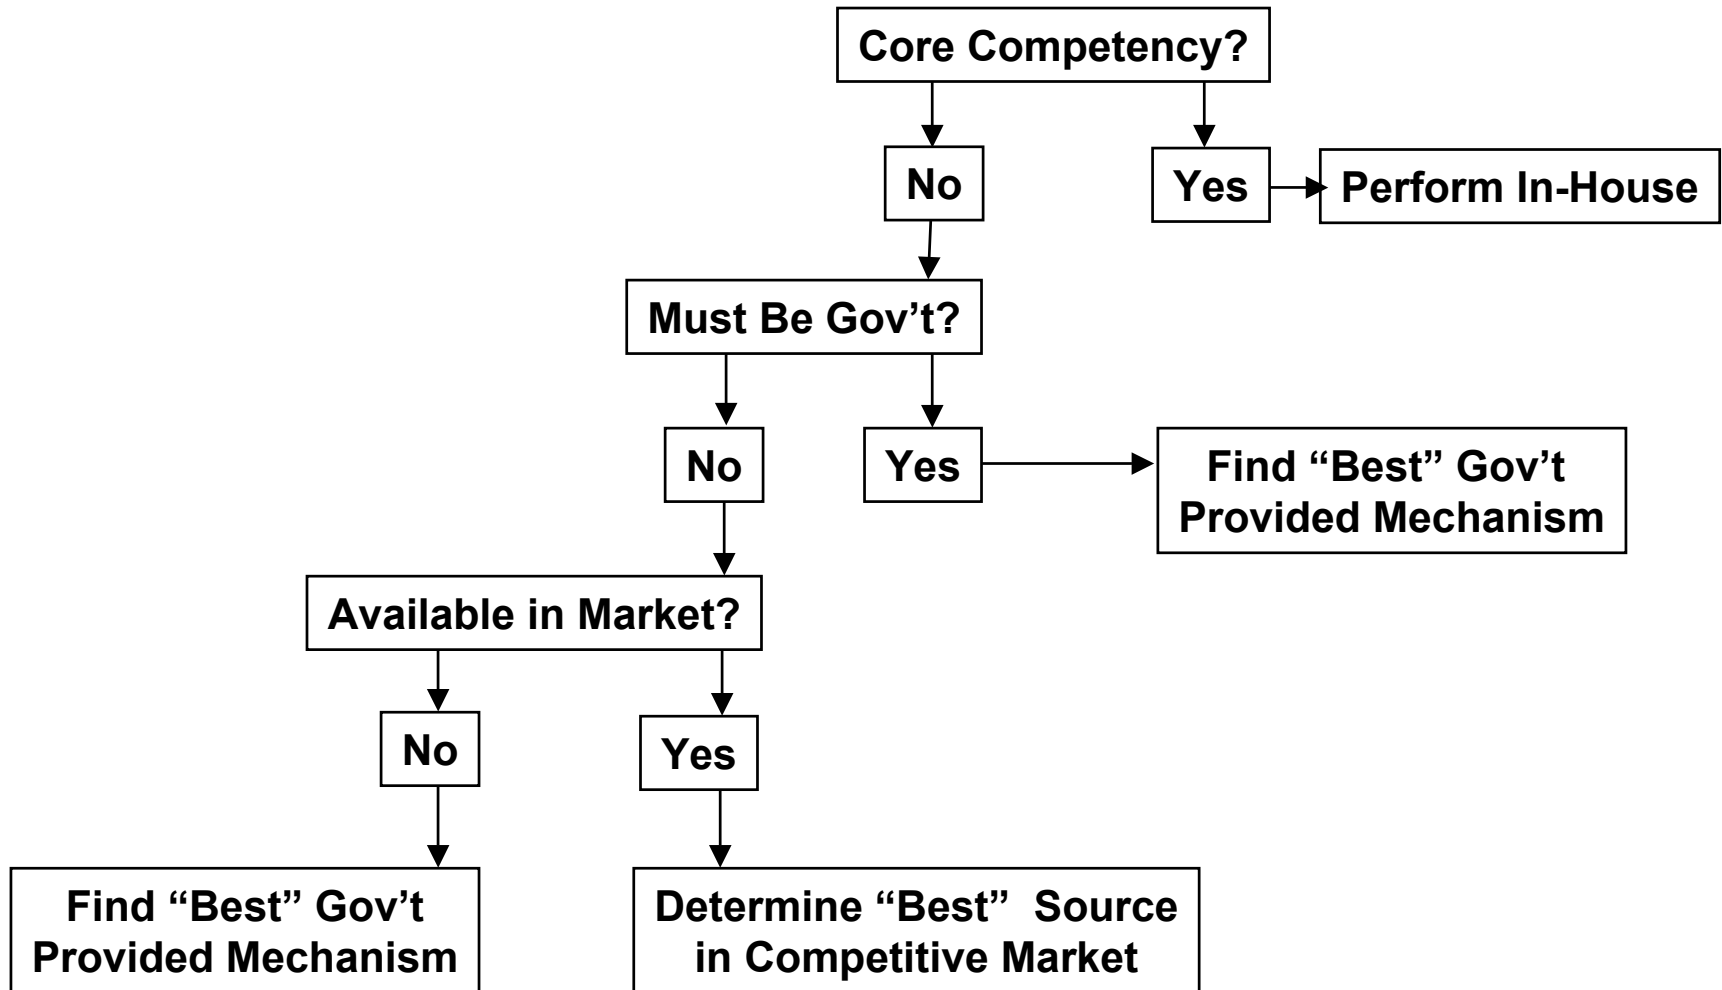 Core Competency?
No
Yes
Perform In-House
Must Be Gov’t?
No
Yes
Find “Best” Gov’t
Provided Mechanism
Available in Market?
No
Yes
Find “Best” Gov’t
Provided Mechanism
Determine “Best”  Source
in Competitive Market